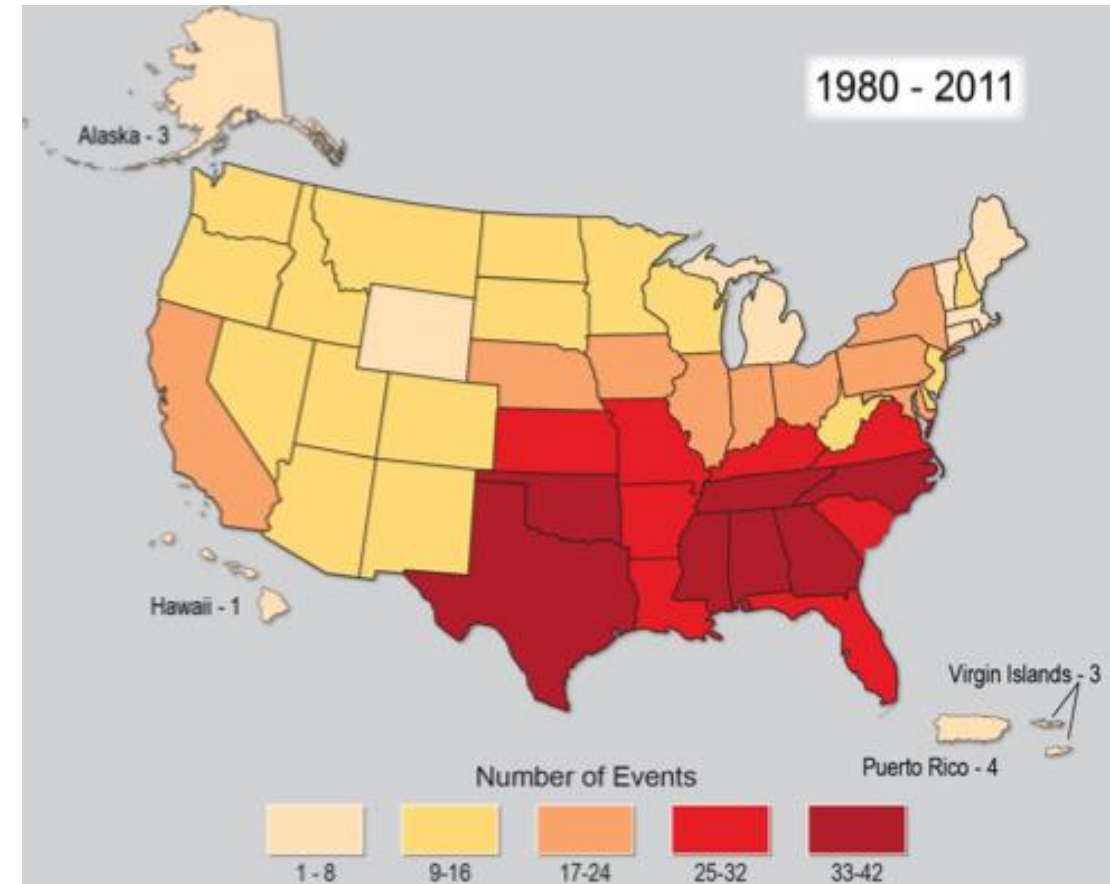 1980 - 2011
Alaska - 3
Hawaii - 1
Virgin Islands - 3
Puerto Rico - 4
Number of Events
1 - 8
9-16
17-24
25-32
33-42